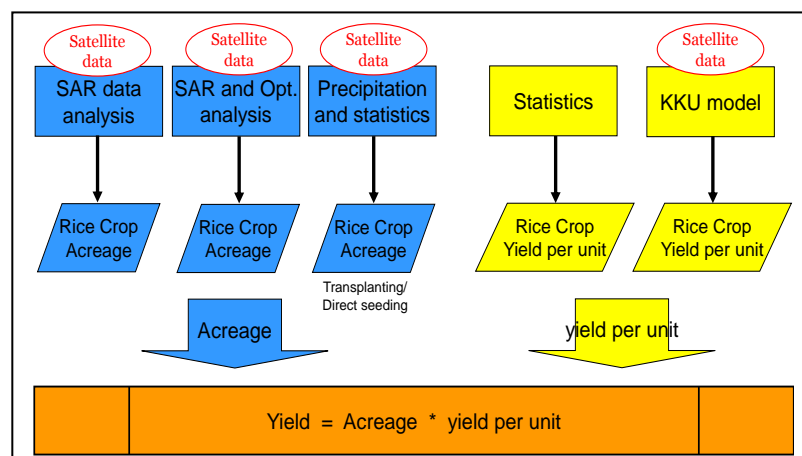 Satellite
data
SAR data
analysis
Satellite
data
SAR and Opt.
analysis
Satellite
data
Precipitation
and statistics
Statistics
Satellite
data
KKU model
Rice Crop
Acreage
Rice Crop
Acreage
Rice Crop
Acreage
Transplanting/
Direct seeding
Rice Crop
Yield per unit
Rice Crop
Yield per unit
Acreage
yield per unit
Yield = Acreage * yield per unit